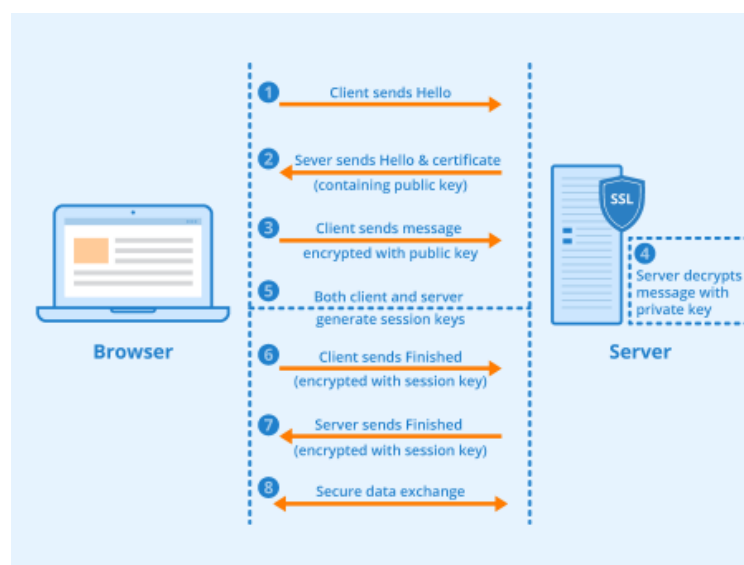 1
Client sends Hello
2
Sever sends Hello & certificate
(containing public key)
3
Client sends message
encrypted with public key
SSL
4
Server decrypts
message with
private key
5
Both client and server
generate session keys
Browser
Server
6
Client sends Finished
(encrypted with session key)
7
Server sends Finished
(encrypted with session key)
8
Secure data exchange